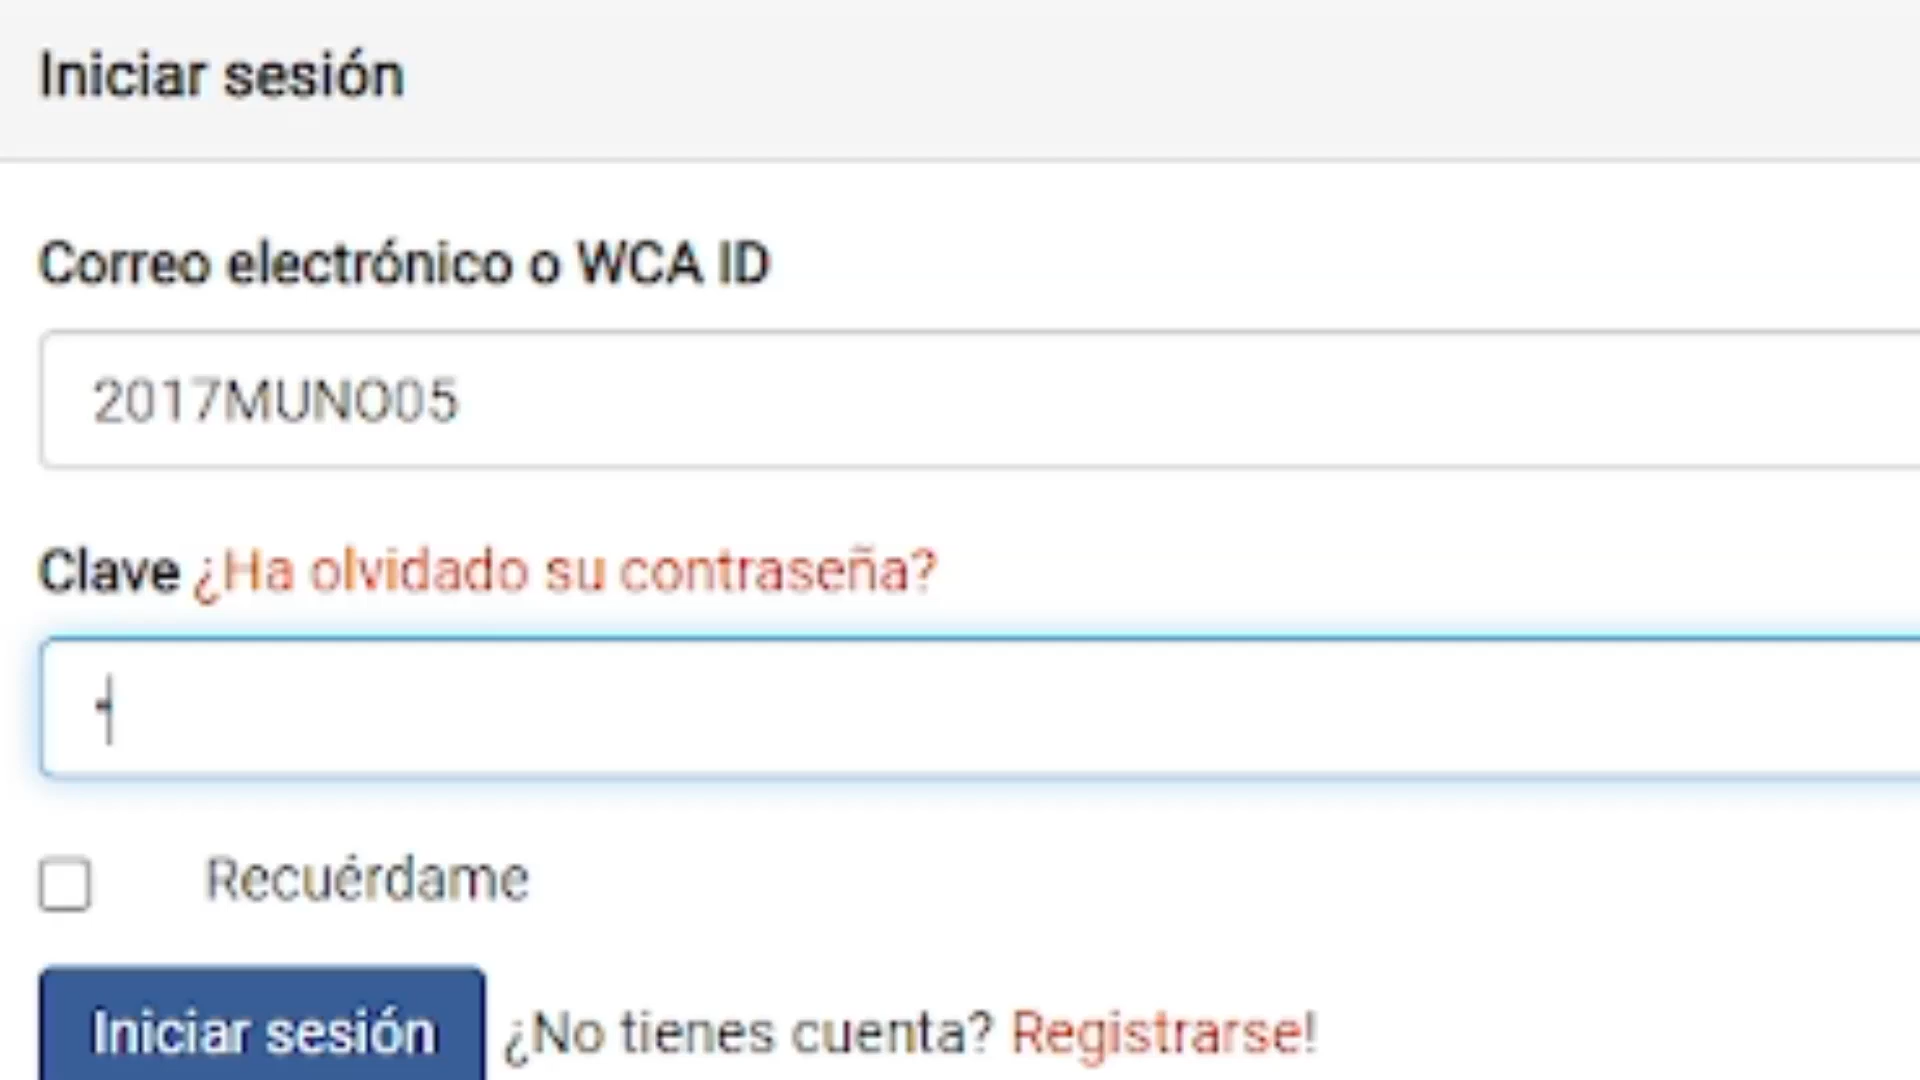 Iniciar sesión
Correo electrónico o WCA ID
2017MUNO05
Clave ¿Ha olvidado su contraseña?
Recuérdame
Iniciar sesión ¿No tienes cuenta? Registrarse!